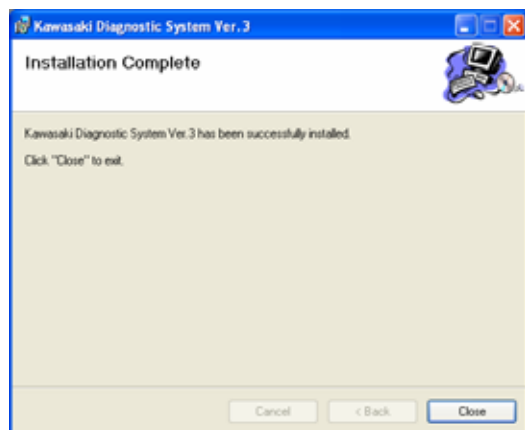 Kawasaki Diagnostic System Ver.3
Installation Complete
Kawasaki Diagnostic System Ver.3 has been successfully installed.
Click "Close" to exit.
Cancel
< Back
Close